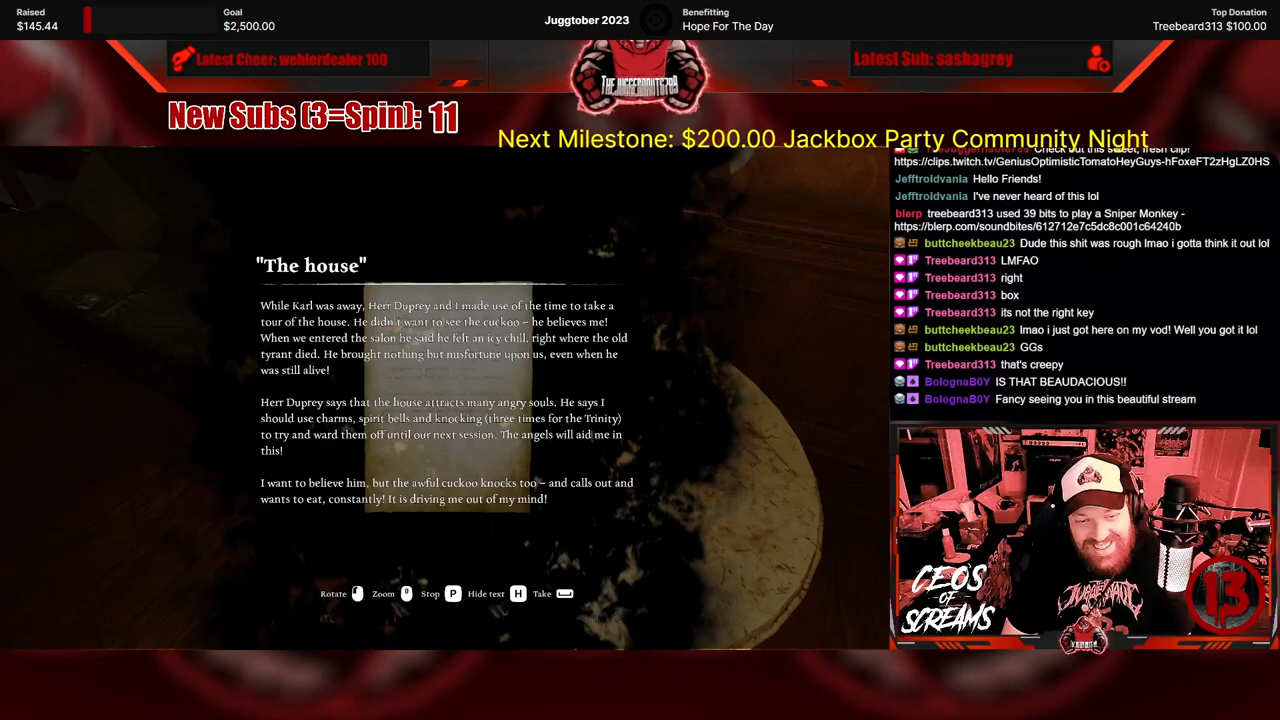 Raised
$145.44
Goal
$2,500.00
Juggtober 2023
Benefitting
Hope For The Day
Top Donation
Treebeard313 $100.00
Latest Cheer: wehlerdealer 100
THEJUGGERNAUT6789
Latest Sub: sashagrey
New Subs (3=Spin): 11
Next Milestone: $200.00 Jackbox Party Community Night
Check out this sweet, fresh clip!
https://clips.twitch.tv/GeniusOptimisticTomatoHeyGuys-hFoxeFT2zHgLZ0HS
Jefftroidvania Hello Friends!
Jefftroidvania I've never heard of this lol
blerp treebeard313 used 39 bits to play a Sniper Monkey -
https://blerp.com/soundbites/612712e7c5dc8c001c64240b
buttcheekbeau23 Dude this shit was rough lmao i gotta think it out lol
Treebeard313 LMFAO
Treebeard313 right
Treebeard313 box
Treebeard313 its not the right key
buttcheekbeau23 lmao i just got here on my vod! Well you got it lol
buttcheekbeau23 GGs
Treebeard313 that's creepy
BolognaB0Y IS THAT BEAUDACIOUS!!
BolognaB0Y Fancy seeing you in this beautiful stream
"The house"
While Karl was away, Herr Duprey and I made use of the time to take a
tour of the house. He didn't want to see the cuckoo – he believes me!
When we entered the salon he said he felt an icy chill, right where the old
tyrant died. He brought nothing but misfortune upon us, even when he
was still alive!
Herr Duprey says that the house attracts many angry souls. He says I
should use charms, spirit bells and knocking (three times for the Trinity)
to try and ward them off until our next session. The angels will aid me in
this!
I want to believe him, but the awful cuckoo knocks too – and calls out and
wants to eat, constantly! It is driving me out of my mind!
Rotate Zoom Stop P Hide text H Take
CEOS
OF
SCREAMS
13